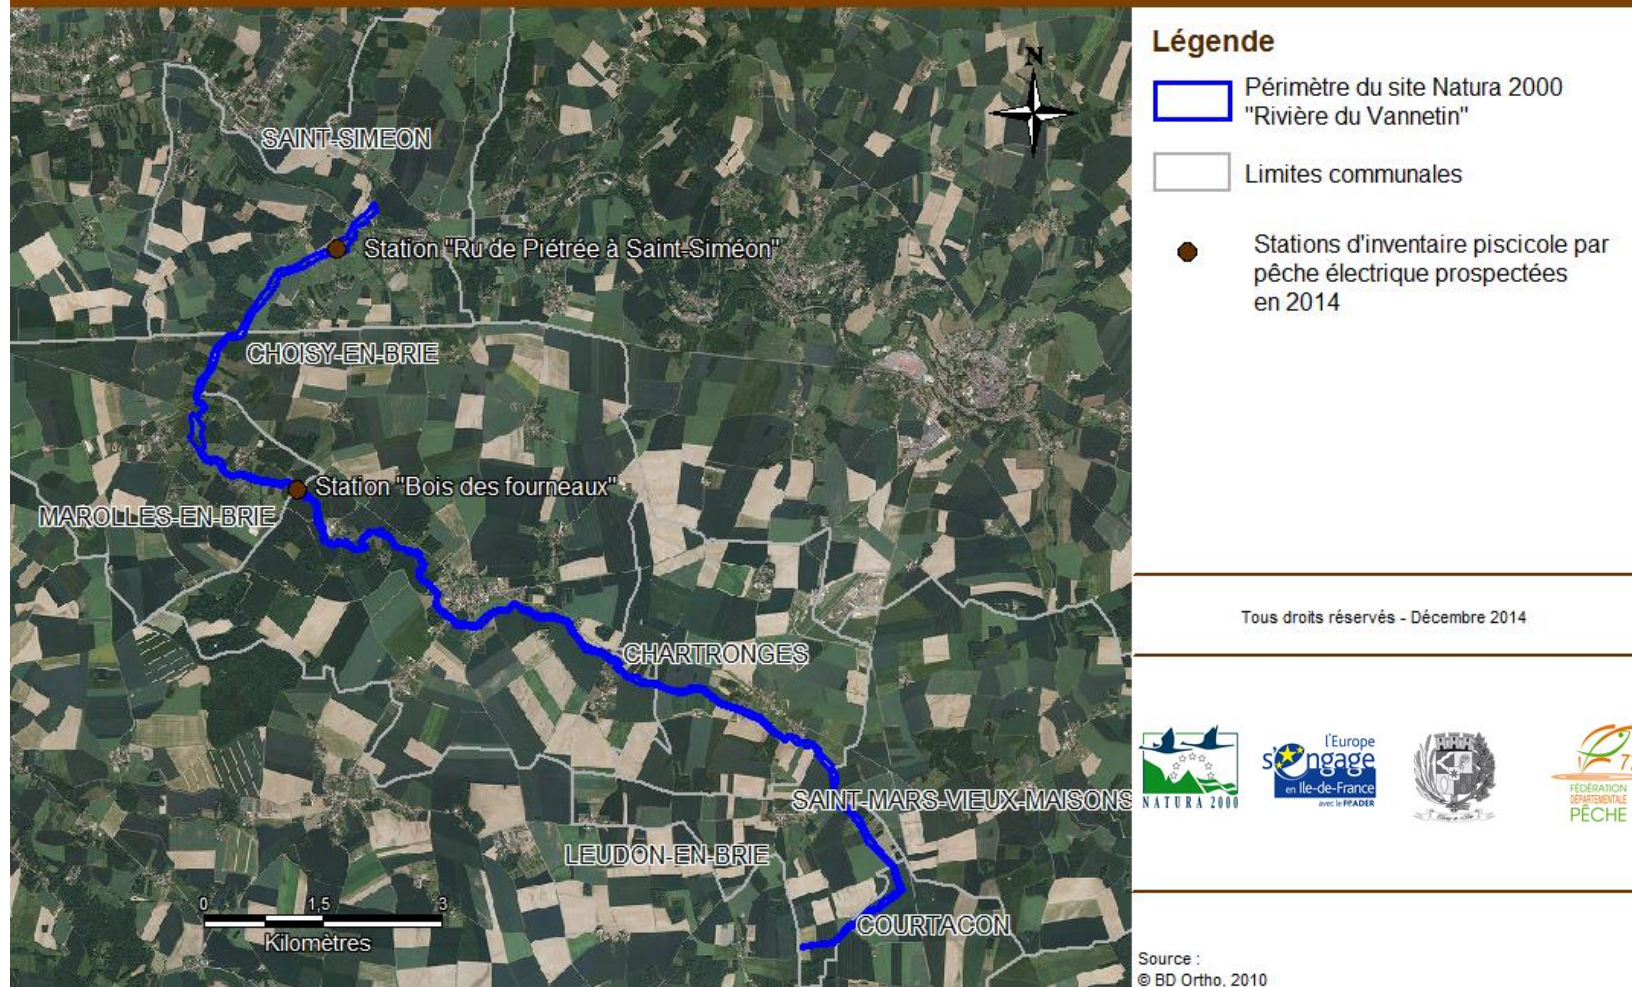 SAINT-SIMEON
Station "Ru de Piétrée à Saint-Siméon"
CHOISY-EN-BRIE
Station "Bois des fourneaux"
MAROLLES-EN-BRIE
CHARTRONGES
SAINT-MARS-VIEUX-MAISONS
LEUDON-EN-BRIE
COURTACON
0 1,5 3
Kilomètres
N
Légende
Périmètre du site Natura 2000
"Rivière du Vannetin"
Limites communales
Stations d'inventaire piscicole par
pêche électrique prospectées
en 2014
Tous droits réservés - Décembre 2014
NATURA 2000
l'Europe
s'engage
en Ile-de-France
avec le FEADER
FÉDÉRATION
DÉPARTEMENTALE
PÊCHE
Source :
© BD Ortho, 2010